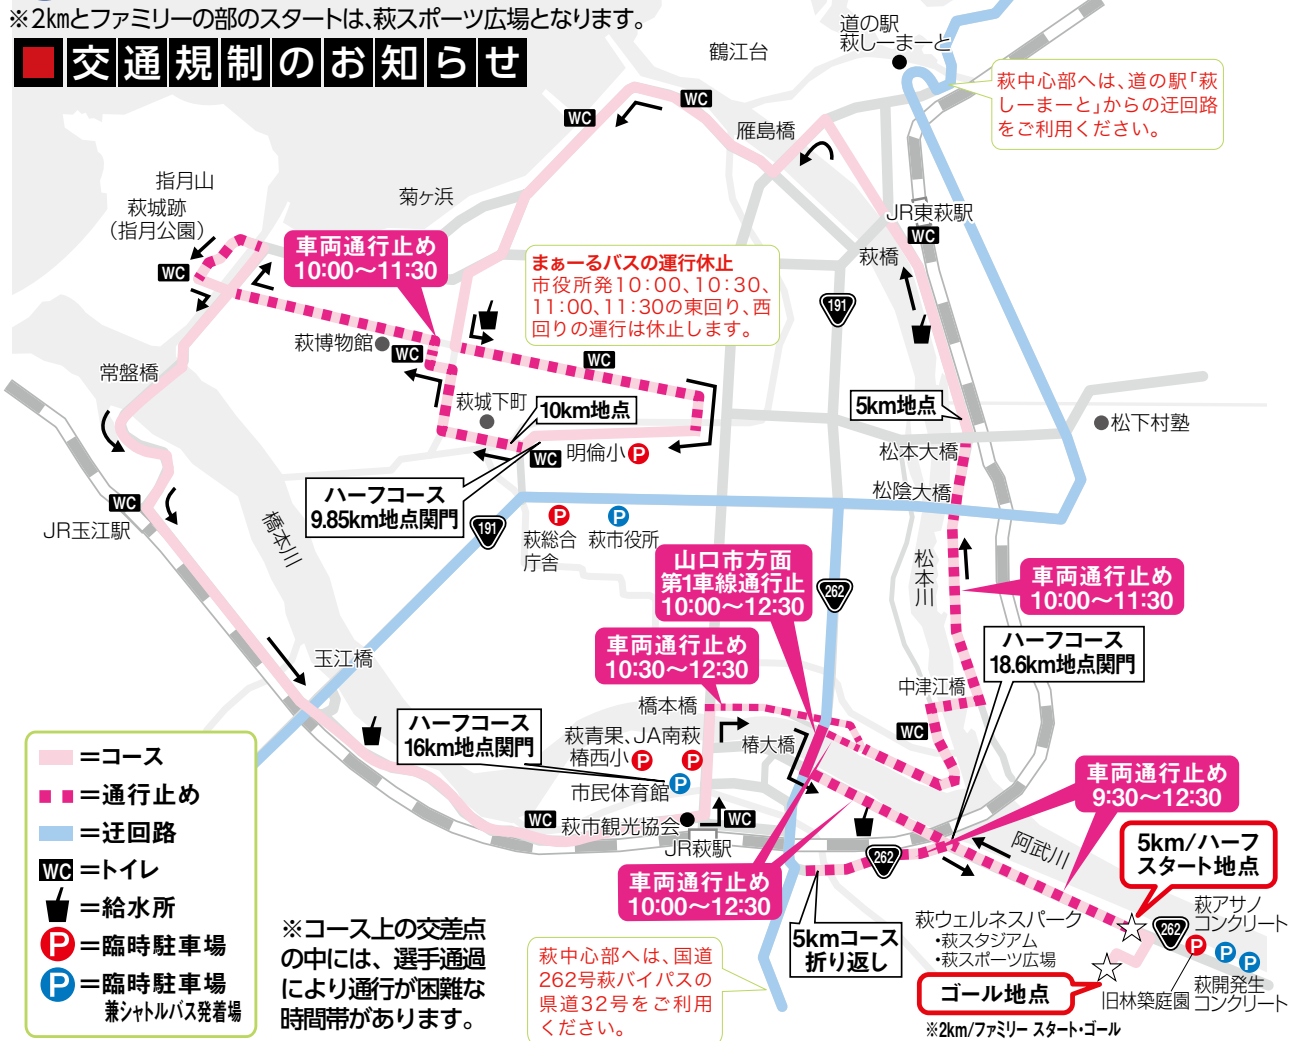 ※2kmとファミリーの部のスタートは、萩スポーツ広場となります。
■交通規制のお知らせ
道の駅
萩しーまーと
鶴江台
萩中心部へは、道の駅「萩
しーまーと」からの迂回路
をご利用ください。
WC
WC
雁島橋
指月山
萩城跡
(指月公園)
菊ヶ浜
JR東萩駅
WC
萩橋
WC
車両通行止め
10:00～11:30
まぁーるバスの運行休止
市役所発10：00、10：30、
11：00、11：30の東回り、西
回りの運行は休止します。
191
萩博物館
WC
WC
常盤橋
萩城下町
10km地点
5km地点
松下村塾
明倫小
P
WC
松本大橋
松陰大橋
ハーフコース
9.85km地点関門
WC
JR玉江駅
橋本川
191
P
P
萩総合
庁舎
萩市役所
山口市方面
第1車線通行止
10:00～12:30
262
松本川
車両通行止め
10:00～11:30
車両通行止め
10:30～12:30
ハーフコース
18.6km地点関門
玉江橋
中津江橋
橋本橋
WC
ハーフコース
16km地点関門
萩青果、JA南萩
椿西小
P
P
椿大橋
市民体育館
P
車両通行止め
9:30～12:30
WC
萩市観光協会
WC
JR萩駅
262
阿武川
5km/ハーフ
スタート地点
車両通行止め
10:00～12:30
＝コース
＝通行止め
＝迂回路
WC＝トイレ
＝給水所
P＝臨時駐車場
P＝臨時駐車場
兼シャトルバス発着場
※コース上の交差点
の中には、選手通過
により通行が困難な
時間帯があります。
萩中心部へは、国道
262号萩バイパスの
県道32号をご利用
ください。
5kmコース
折り返し
萩ウェルネスパーク
・萩スタジアム
・萩スポーツ広場
262
萩アサノ
コンクリート
P
P
P
ゴール地点
旧林築庭園
萩開発生
コンクリート
※2km/ファミリー スタート・ゴール